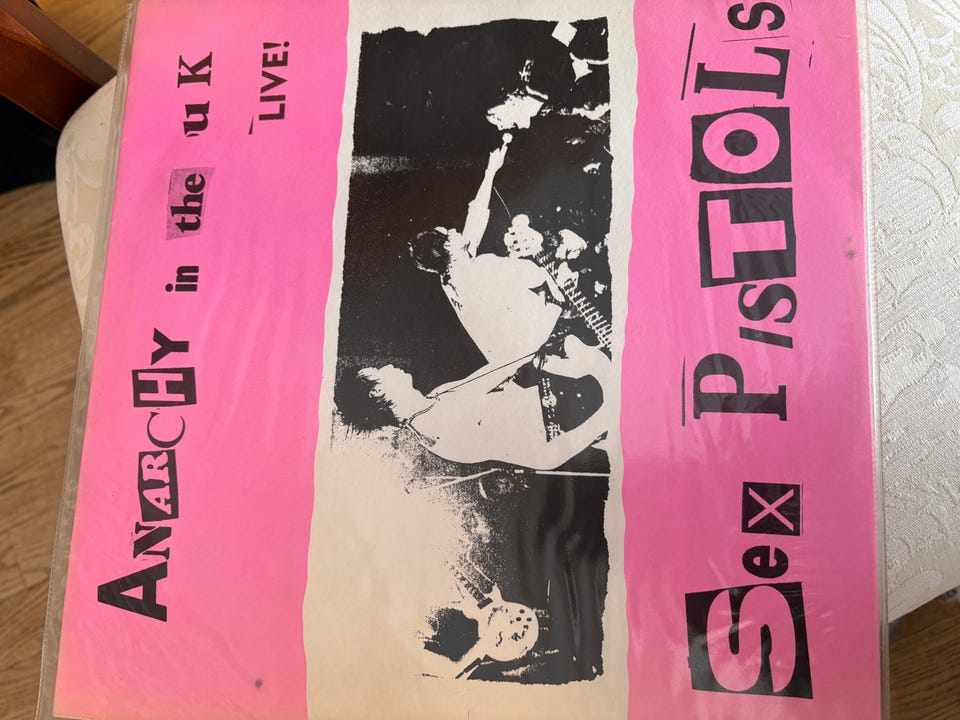 ANARCHY in the uK
LIVE!
SeX PISTOLS